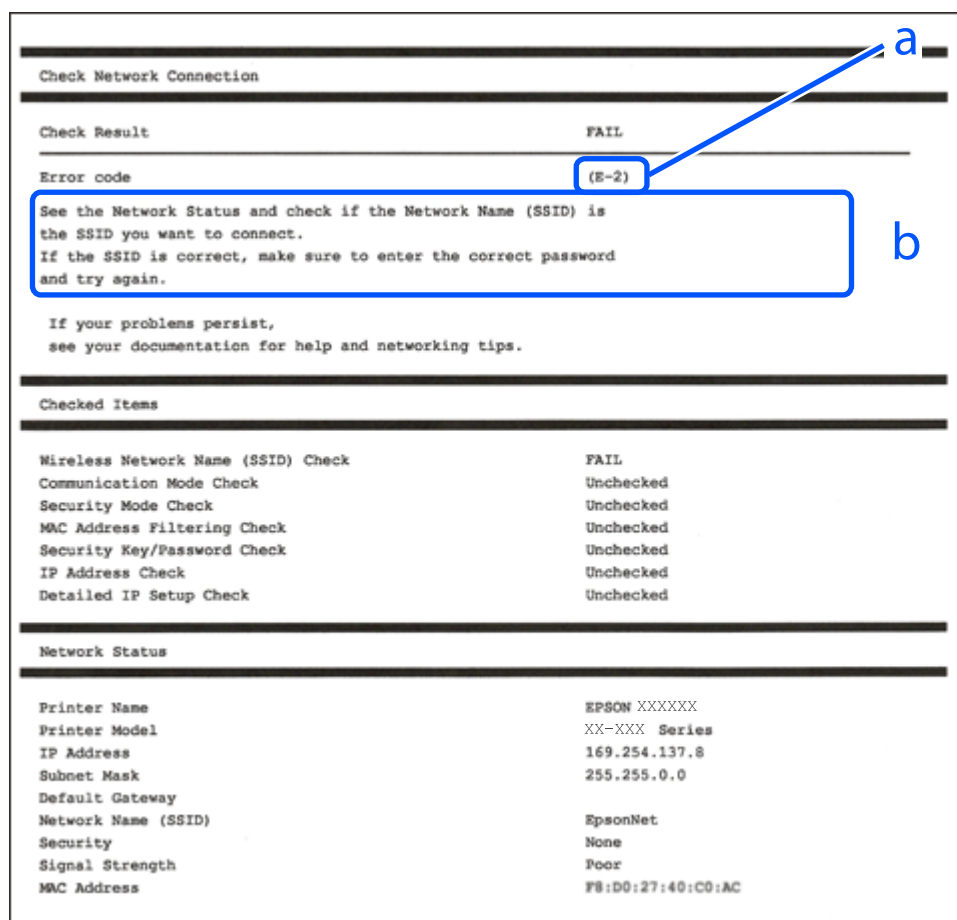 a
Check Network Connection
Check Result FAIL
Error code (E-2)
See the Network Status and check if the Network Name (SSID) is
the SSID you want to connect.
If the SSID is correct, make sure to enter the correct password
and try again.
b
If your problems persist,
see your documentation for help and networking tips.
Checked Items
Wireless Network Name (SSID) Check FAIL
Communication Mode Check Unchecked
Security Mode Check Unchecked
MAC Address Filtering Check Unchecked
Security Key/Password Check Unchecked
IP Address Check Unchecked
Detailed IP Setup Check Unchecked
Network Status
Printer Name EPSON XXXXXX
Printer Model XX-XXX Series
IP Address 169.254.137.8
Subnet Mask 255.255.0.0
Default Gateway
Network Name (SSID) EpsonNet
Security None
Signal Strength Poor
MAC Address F8:D0:27:40:C0:AC